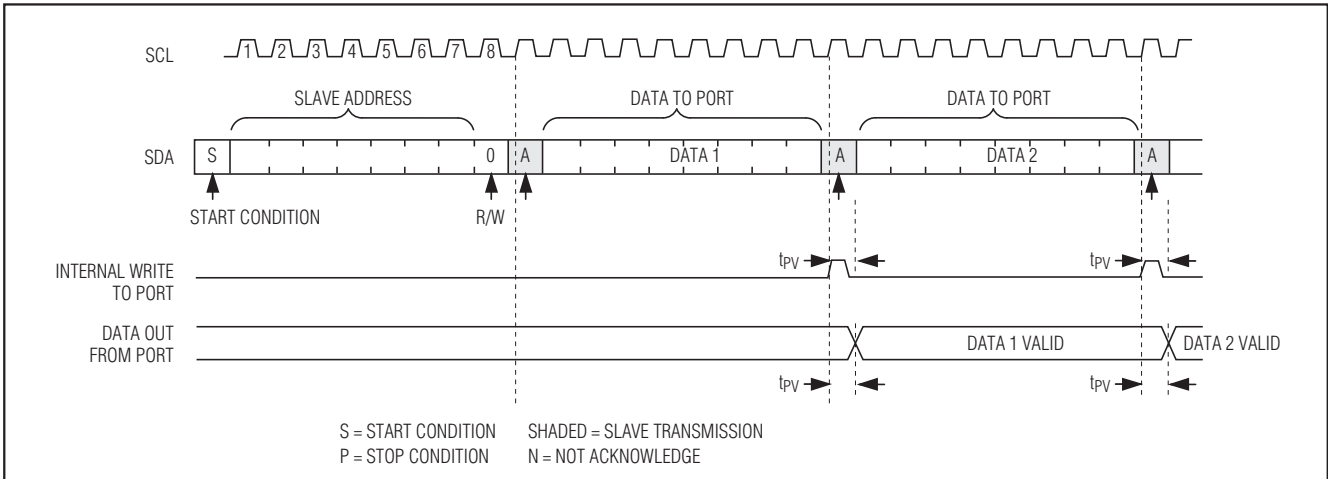 SCL 1 2 3 4 5 6 7 8
SLAVE ADDRESS DATA TO PORT DATA TO PORT
SDA S 0 A DATA 1 A DATA 2 A
START CONDITION R/W
INTERNAL WRITE
TO PORT
tPV tPV
DATA OUT
FROM PORT
DATA 1 VALID DATA 2 VALID
tPV tPV
S = START CONDITION SHADED = SLAVE TRANSMISSION
P = STOP CONDITION N = NOT ACKNOWLEDGE